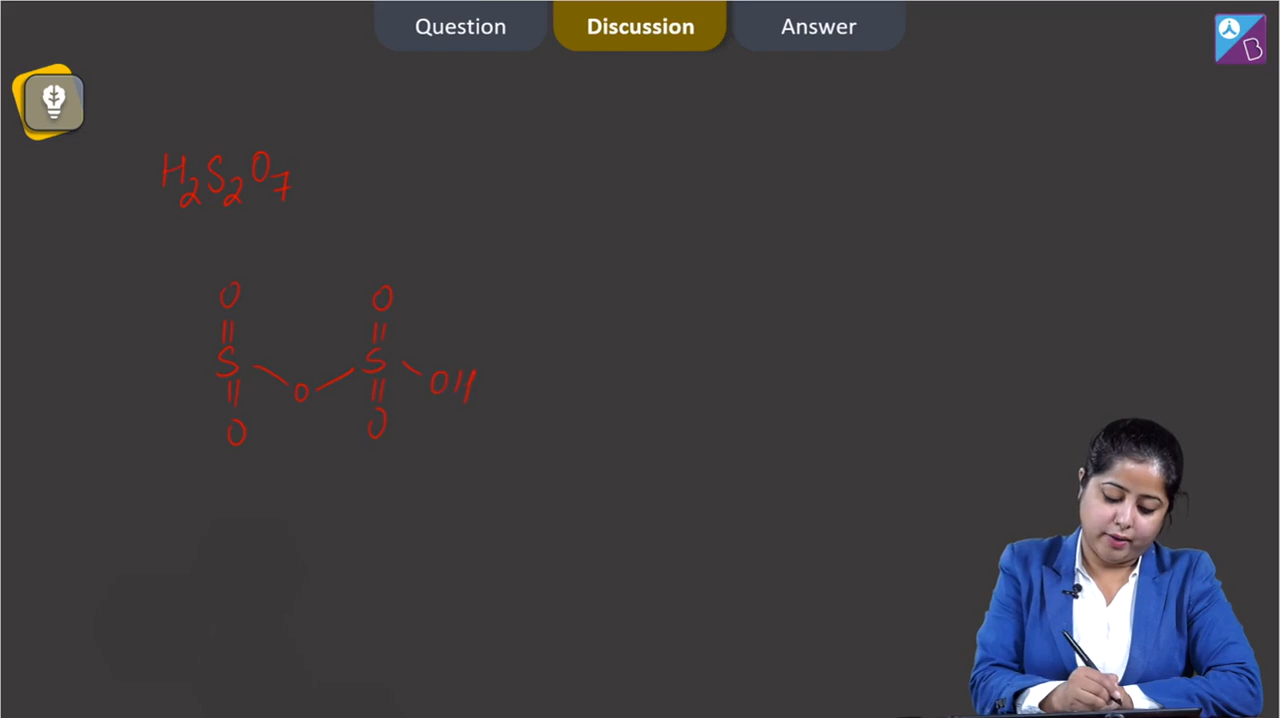 Question Discussion Answer
B
H2S2O7
O O
S O S OH
O O